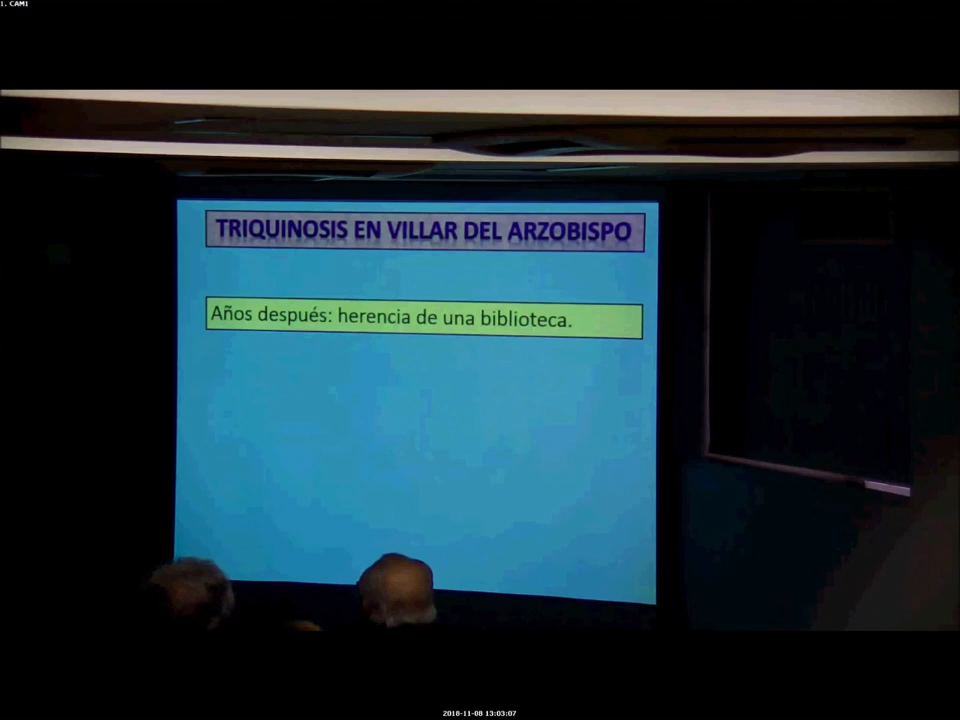 1. CAM1
TRIQUINOSIS EN VILLAR DEL ARZOBISPO
Años después: herencia de una biblioteca.
2018-11-08 13:03:07